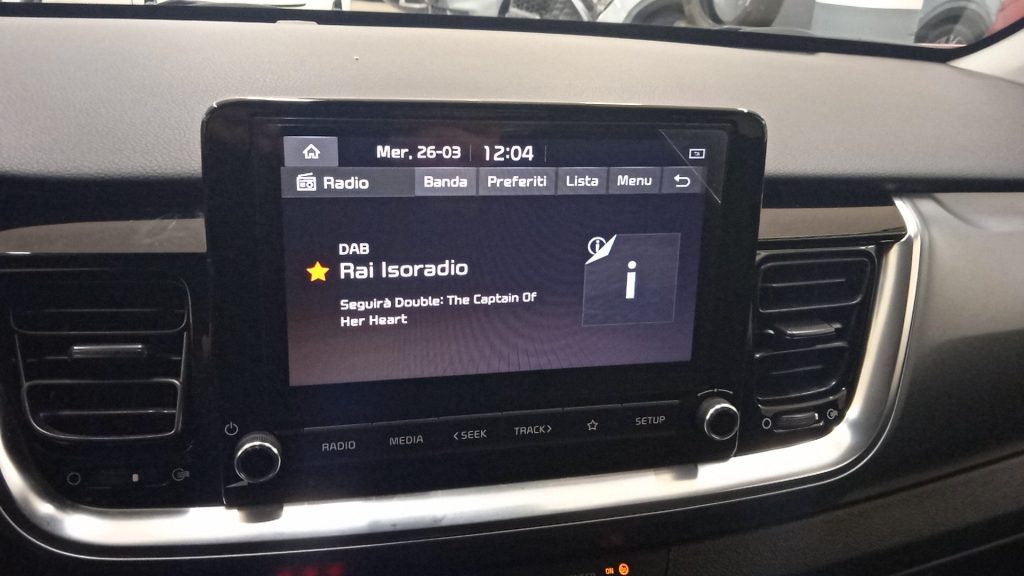 Mer, 26-03 12:04
Radio Banda Preferiti Lista Menu
DAB
Rai Isoradio
Seguirà Double: The Captain Of
Her Heart
RADIO MEDIA <SEEK TRACK> SETUP
ON